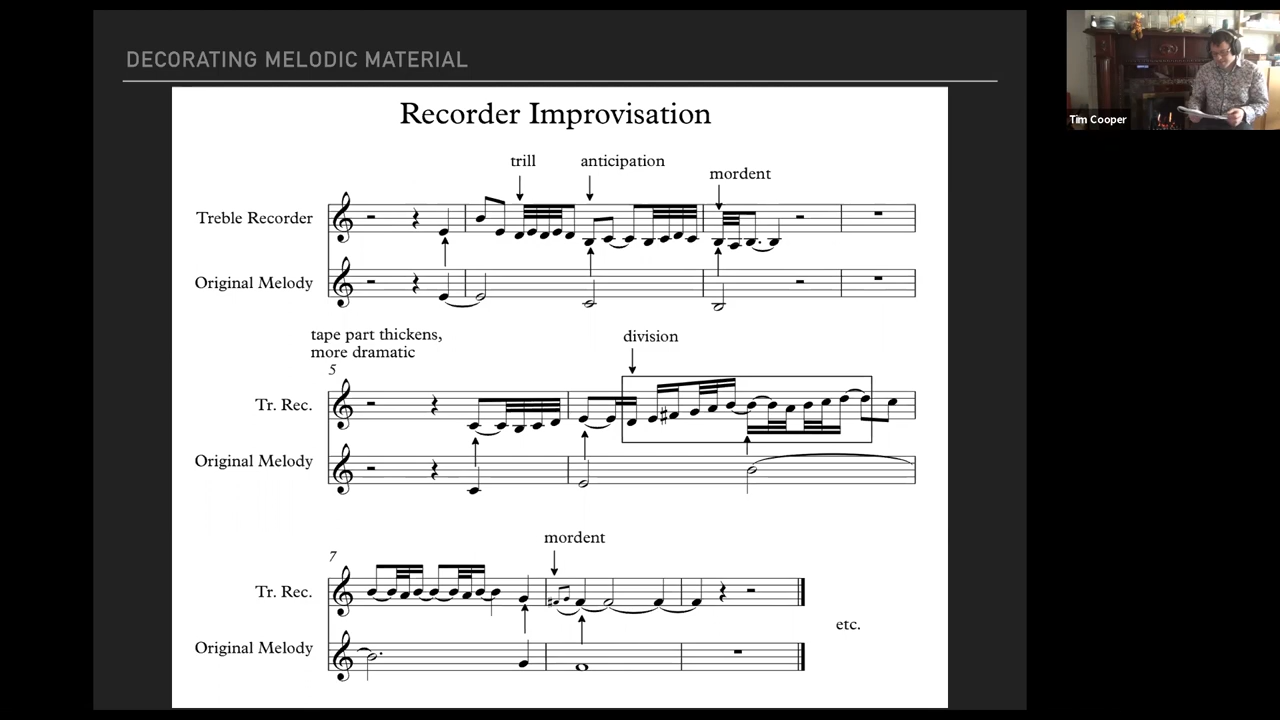 DECORATING MELODIC MATERIAL
Tim Cooper
Recorder Improvisation
trill
anticipation
mordent
Treble Recorder
Original Melody
tape part thickens,
more dramatic
division
5
Tr. Rec.
Original Melody
mordent
7
Tr. Rec.
etc.
Original Melody